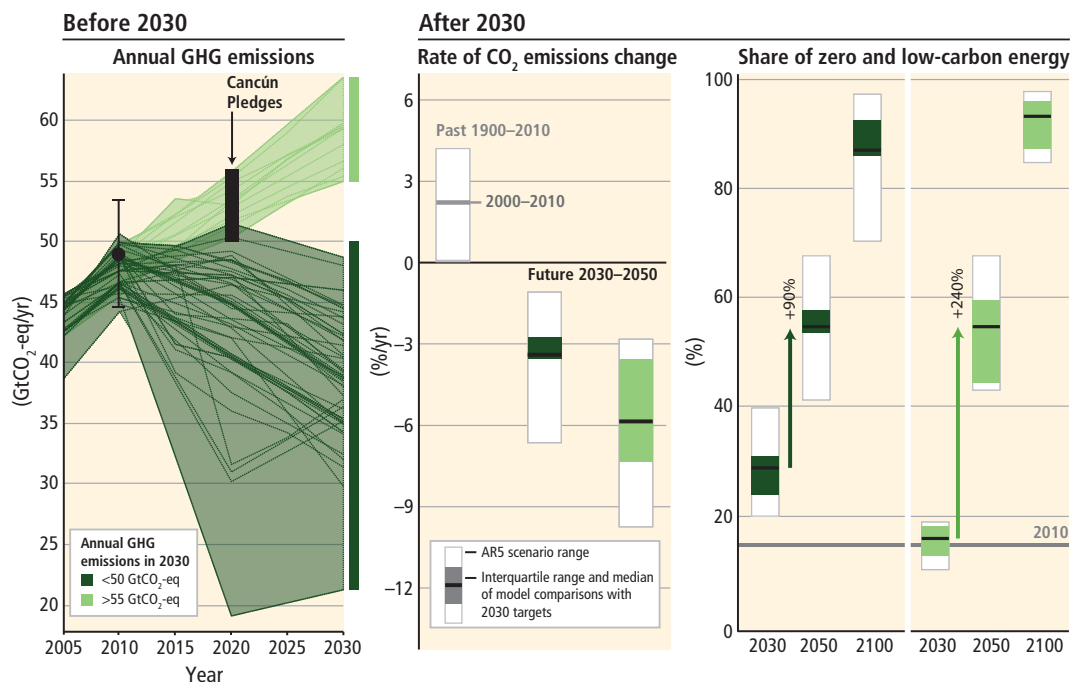 Before 2030
Annual GHG emissions
(GtCO₂-eq/yr)
60
55
50
45
40
35
30
25
20
2005 2010 2015 2020 2025 2030
Year
Cancún
Pledges
Annual GHG
emissions in 2030
<50 GtCO₂-eq
>55 GtCO₂-eq
After 2030
Rate of CO₂ emissions change
(%/yr)
6
3
0
−3
−6
−9
−12
Past 1900–2010
2000–2010
Future 2030–2050
AR5 scenario range
Interquartile range and median
of model comparisons with
2030 targets
Share of zero and low-carbon energy
(%)
100
80
60
40
20
0
+90%
+240%
2010
2030 2050 2100 2030 2050 2100